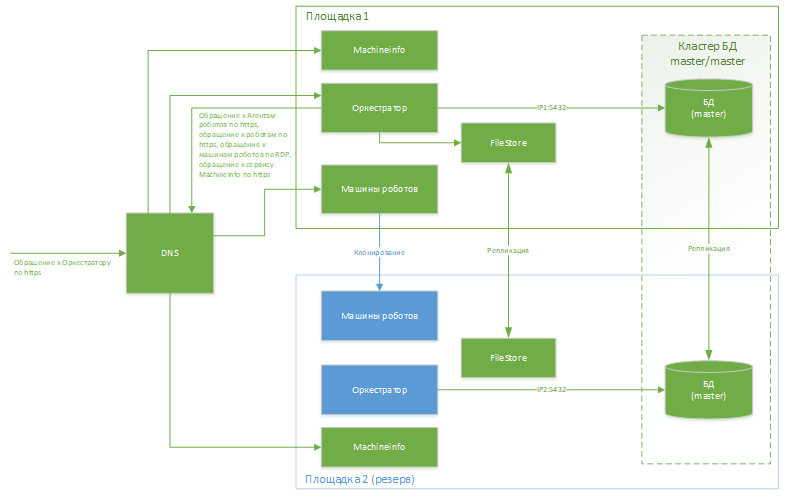 Площадка 1
Machineinfo
Кластер БД
master/master
Оркестратор
IP1:5432
БД
(master)
Обращение к Агентам
роботов по https,
обращение к роботам по
https, обращение к
машинам роботов по RDP,
обращение к сервису
Machineinfo по https
FileStore
Машины роботов
DNS
Обращение к Оркестратору
по https
Клонирование
Репликация
Репликация
Машины роботов
FileStore
Оркестратор
IP2:5432
БД
(master)
Machineinfo
Площадка 2 (резерв)